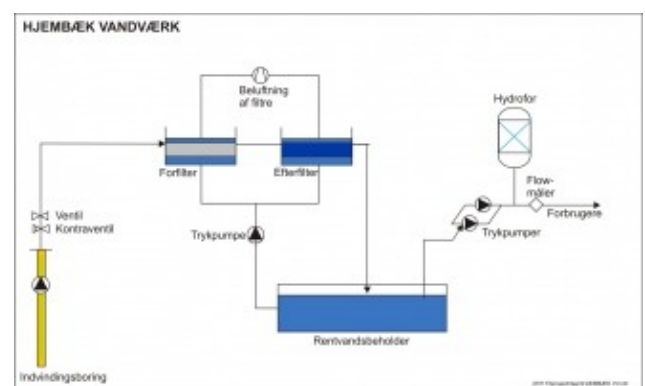 HJEMBÆK VANDVÆRK
Beluftning
af filtre
Hydrofor
Forfilter
Efterfilter
Flow-
måler
Forbrugere
Ventil
Kontraventil
Trykpumpe
Trykpumper
Rentvandsbeholder
Indvindingsboring